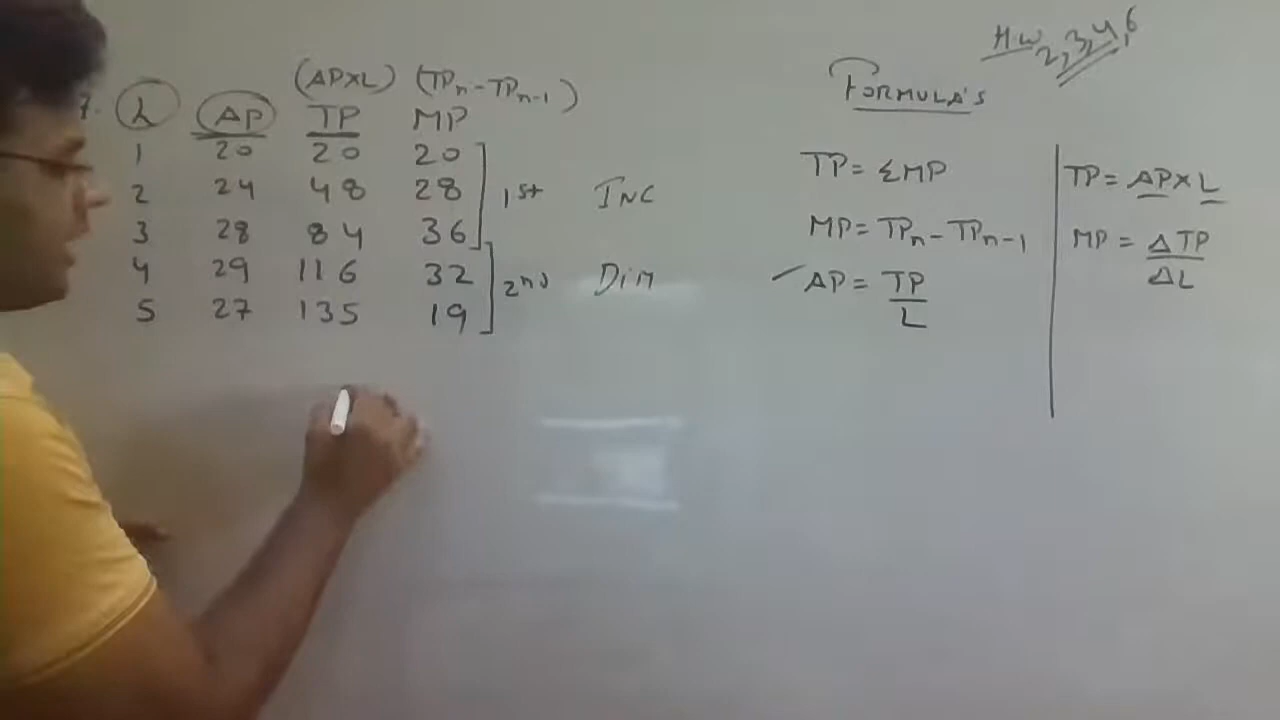 H.W 2, 3, 4, 6
7. L AP (APXL) TP (TPn - TPn-1) MP
1 20 20 20
2 24 48 28 1st INC
3 28 84 36
4 29 116 32 2nd DIM
5 27 135 19
FORMULA'S
TP = ΣMP
MP = TPn - TPn-1
AP = TP
L
TP = AP X L
MP = Δ TP
Δ L